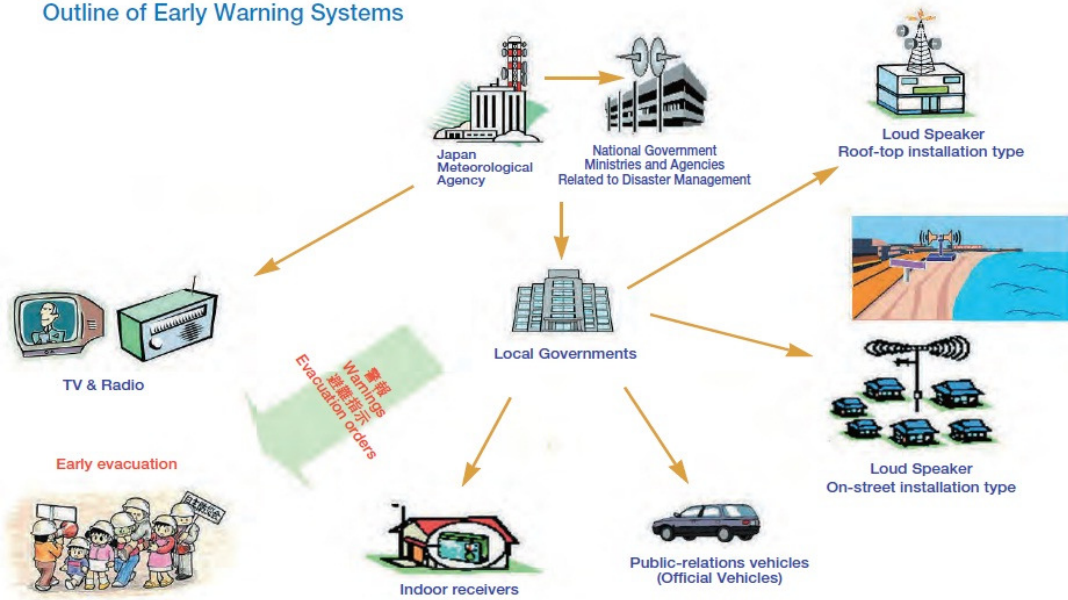 Outline of Early Warning Systems
Japan
Meteorological
Agency
National Government
Ministries and Agencies
Related to Disaster Management
Loud Speaker
Roof-top installation type
TV & Radio
Local Governments
警報
Warnings
避難指示
Evacuation orders
Loud Speaker
On-street installation type
Early evacuation
Indoor receivers
Public-relations vehicles
(Official Vehicles)